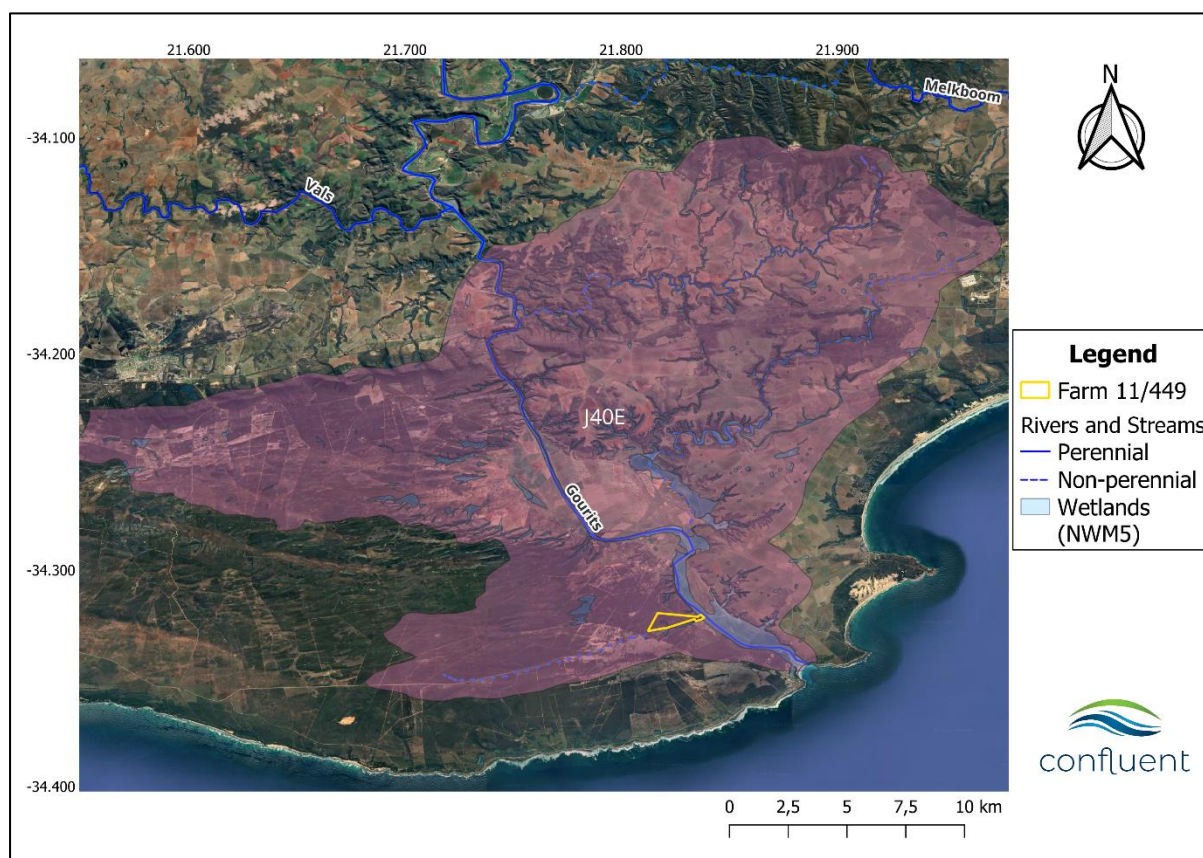 21.600 21.700 21.800 21.900
-34.100
-34.200
-34.300
-34.400
Melkboom
Vals
J40E
Gourits
N
Legend
Farm 11/449
Rivers and Streams
Perennial
Non-perennial
Wetlands
(NWM5)
confluent
0 2,5 5 7,5 10 km